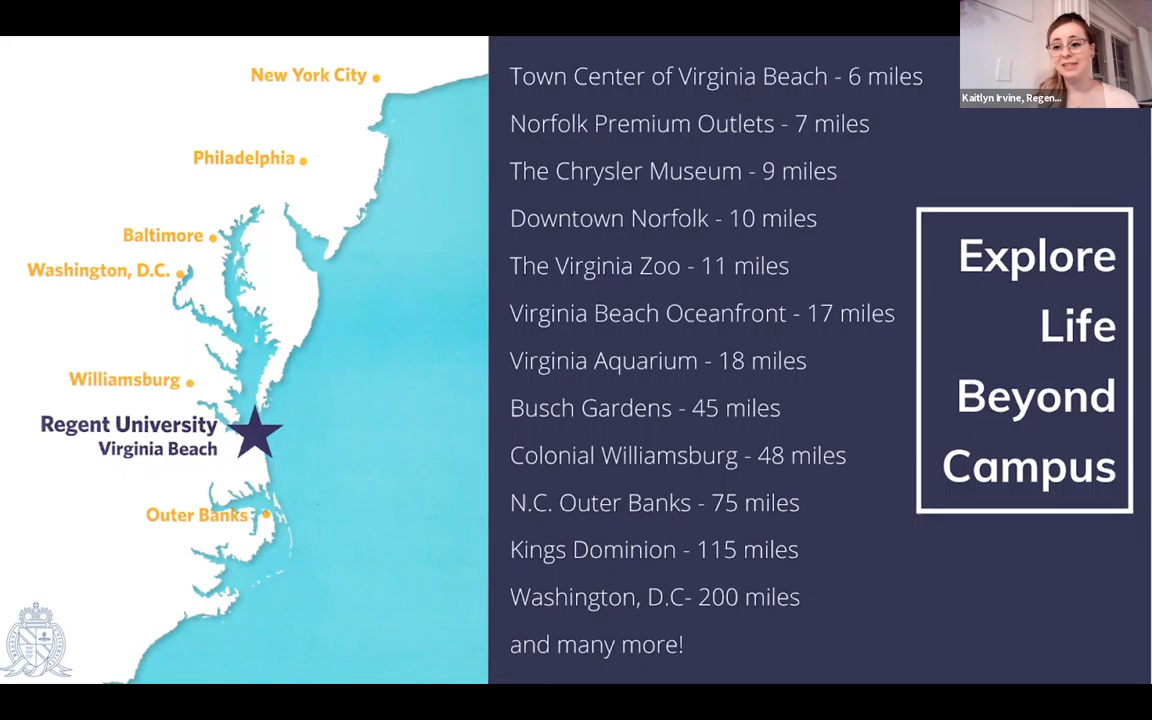 New York City
Philadelphia
Baltimore
Washington, D.C.
Williamsburg
Regent University
Virginia Beach
Outer Banks
Town Center of Virginia Beach - 6 miles
Norfolk Premium Outlets - 7 miles
The Chrysler Museum - 9 miles
Downtown Norfolk - 10 miles
The Virginia Zoo - 11 miles
Virginia Beach Oceanfront - 17 miles
Virginia Aquarium - 18 miles
Busch Gardens - 45 miles
Colonial Williamsburg - 48 miles
N.C. Outer Banks - 75 miles
Kings Dominion - 115 miles
Washington, D.C- 200 miles
and many more!
Explore
Life
Beyond
Campus
Kaitlyn Irvine, Regen...